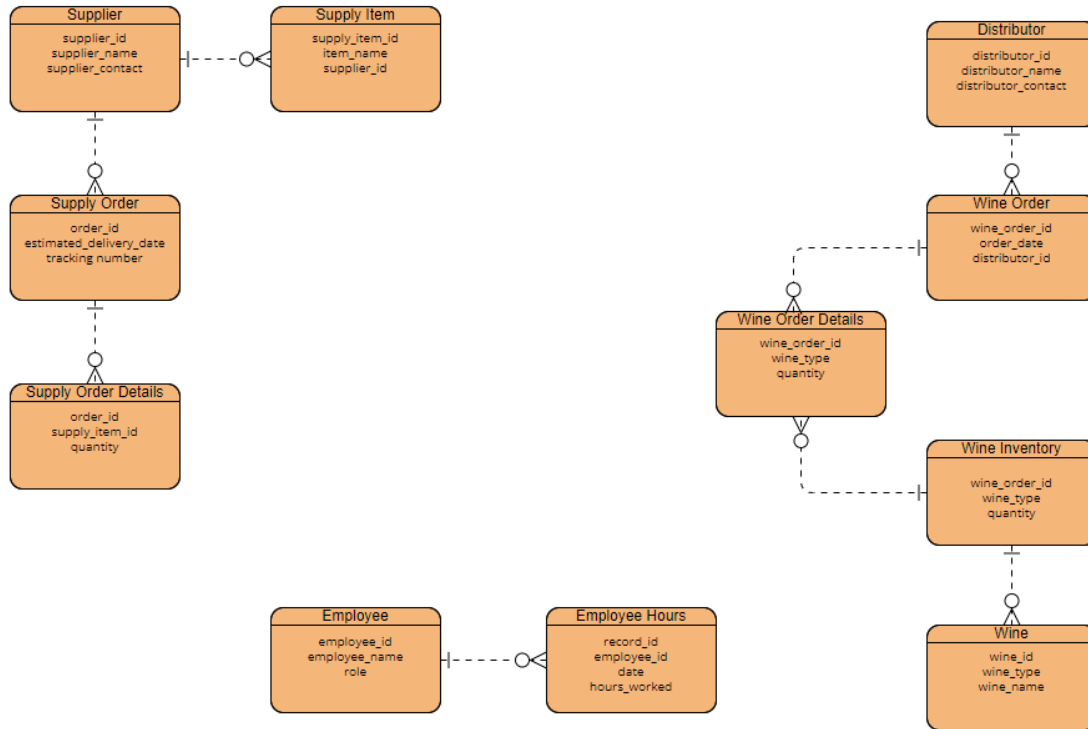 Supplier
supplier_id
supplier_name
supplier_contact
Supply Item
supply_item_id
item_name
supplier_id
Distributor
distributor_id
distributor_name
distributor_contact
Supply Order
order_id
estimated_delivery_date
tracking number
Wine Order
wine_order_id
order_date
distributor_id
Wine Order Details
wine_order_id
wine_type
quantity
Supply Order Details
order_id
supply_item_id
quantity
Wine Inventory
wine_order_id
wine_type
quantity
Employee
employee_id
employee_name
role
Employee Hours
record_id
employee_id
date
hours_worked
Wine
wine_id
wine_type
wine_name